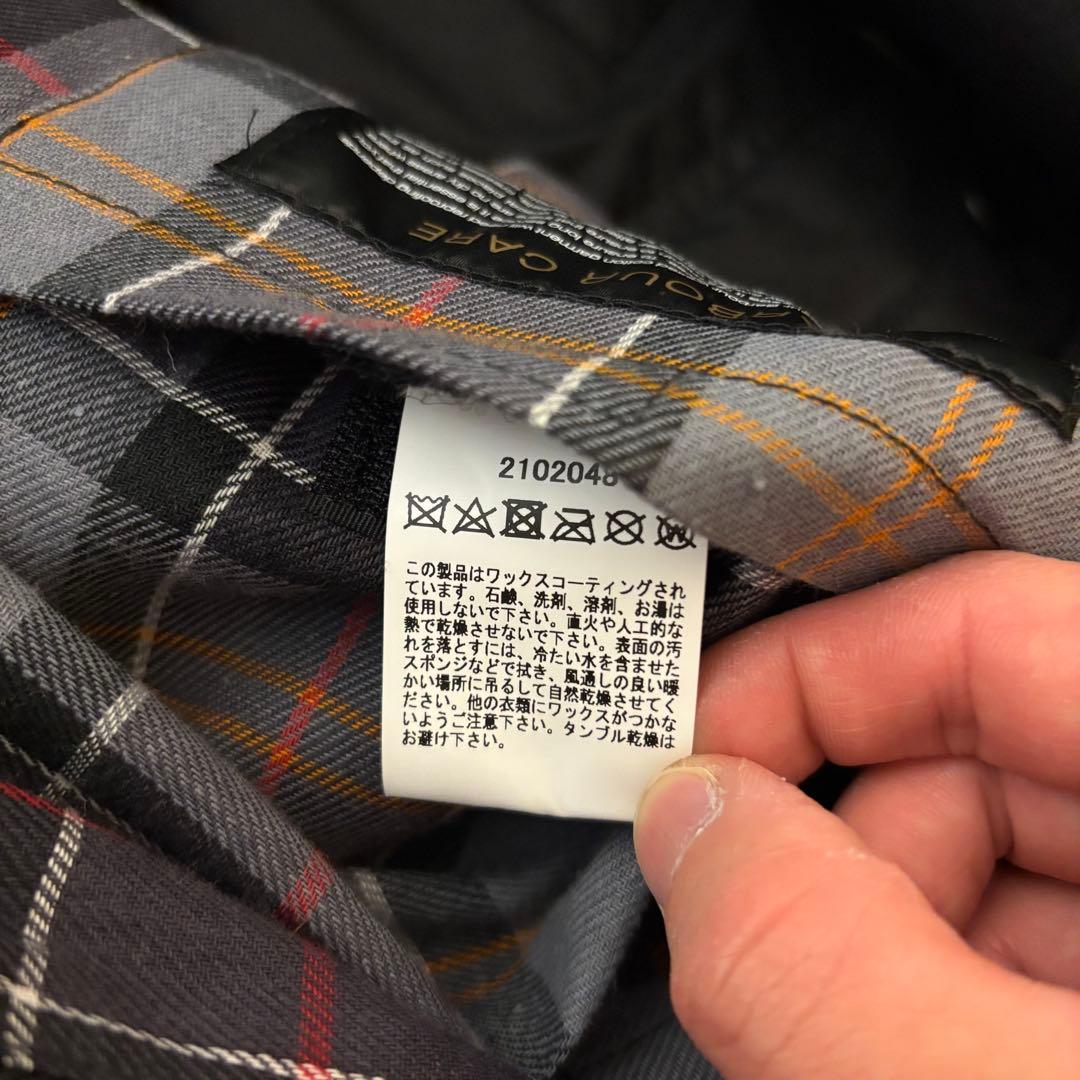 CARE
2102048
この製品はワックスコーティングされ
ています。石鹸、洗剤、溶剤、お湯は
使用しないで下さい。直火や人工的な
熱で乾燥させないで下さい。表面の汚
れを落とすには、冷たい水を含ませた
スポンジなどで拭き、風通しの良い暖
かい場所に吊るして自然乾燥させてく
ださい。他の衣類にワックスがつかな
いようご注意下さい。タンブル乾燥は
お避け下さい。